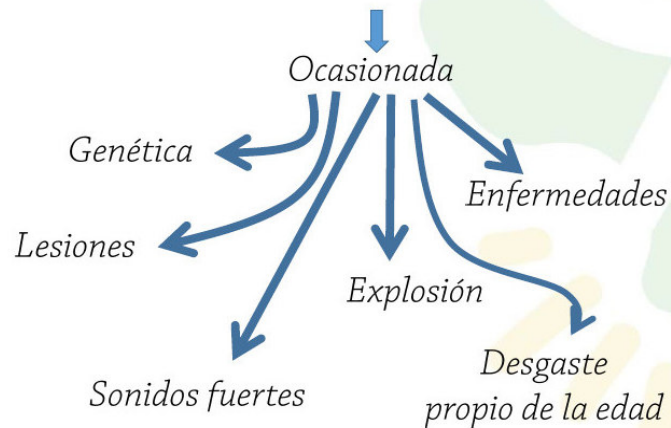 Ocasionada
Genética
Enfermedades
Lesiones
Explosión
Sonidos fuertes
Desgaste
propio de la edad